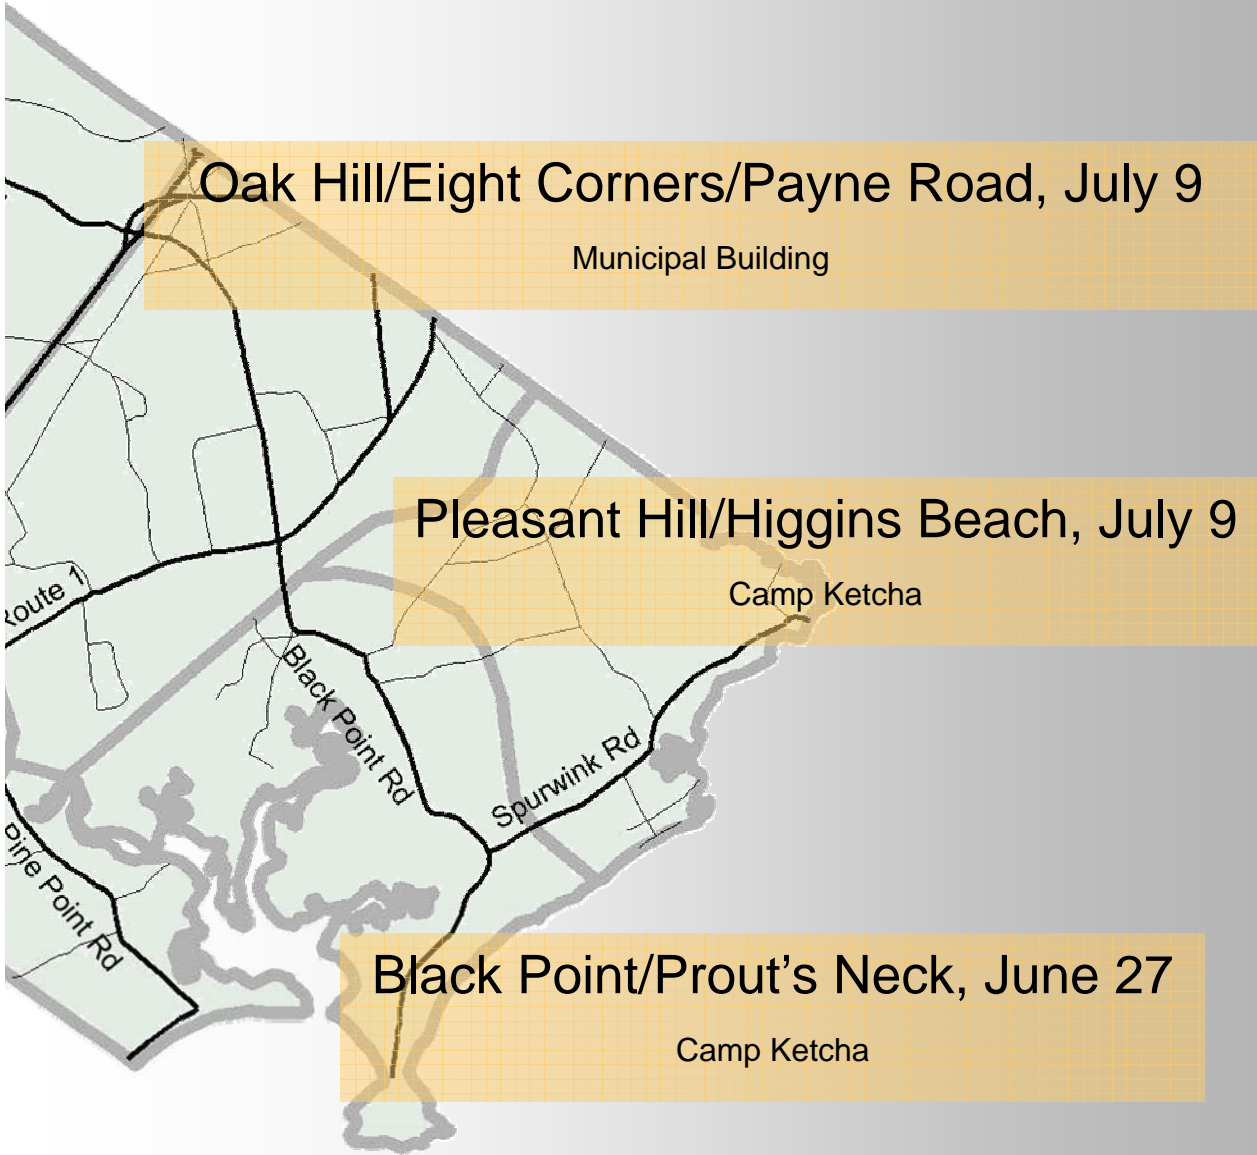 Oak Hill/Eight Corners/Payne Road, July 9
Municipal Building
Pleasant Hill/Higgins Beach, July 9
Camp Ketcha
Route 1
Black Point Rd
Spurwink Rd
Pine Point Rd
Black Point/Prout's Neck, June 27
Camp Ketcha